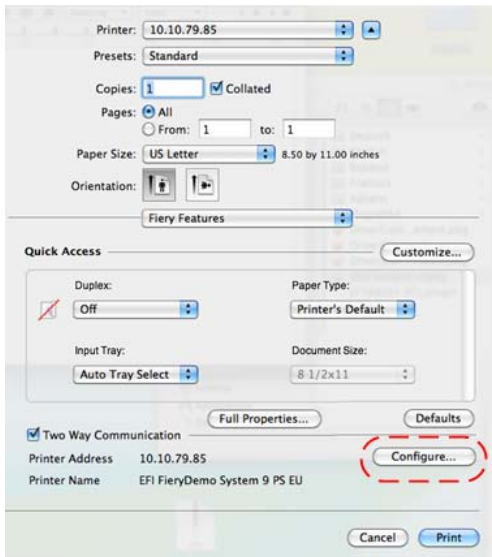 Printer: 10.10.79.85
Presets: Standard
Copies: 1 Collated
Pages: All
From: 1 to: 1
Paper Size: US Letter 8.50 by 11.00 inches
Orientation:
Fiery Features
Quick Access Customize...
Duplex: Paper Type:
Off Printer's Default
Input Tray: Document Size:
Auto Tray Select 8 1/2x11
Full Properties... Defaults
Two Way Communication
Printer Address 10.10.79.85 Configure...
Printer Name EFI FieryDemo System 9 PS EU
Cancel Print